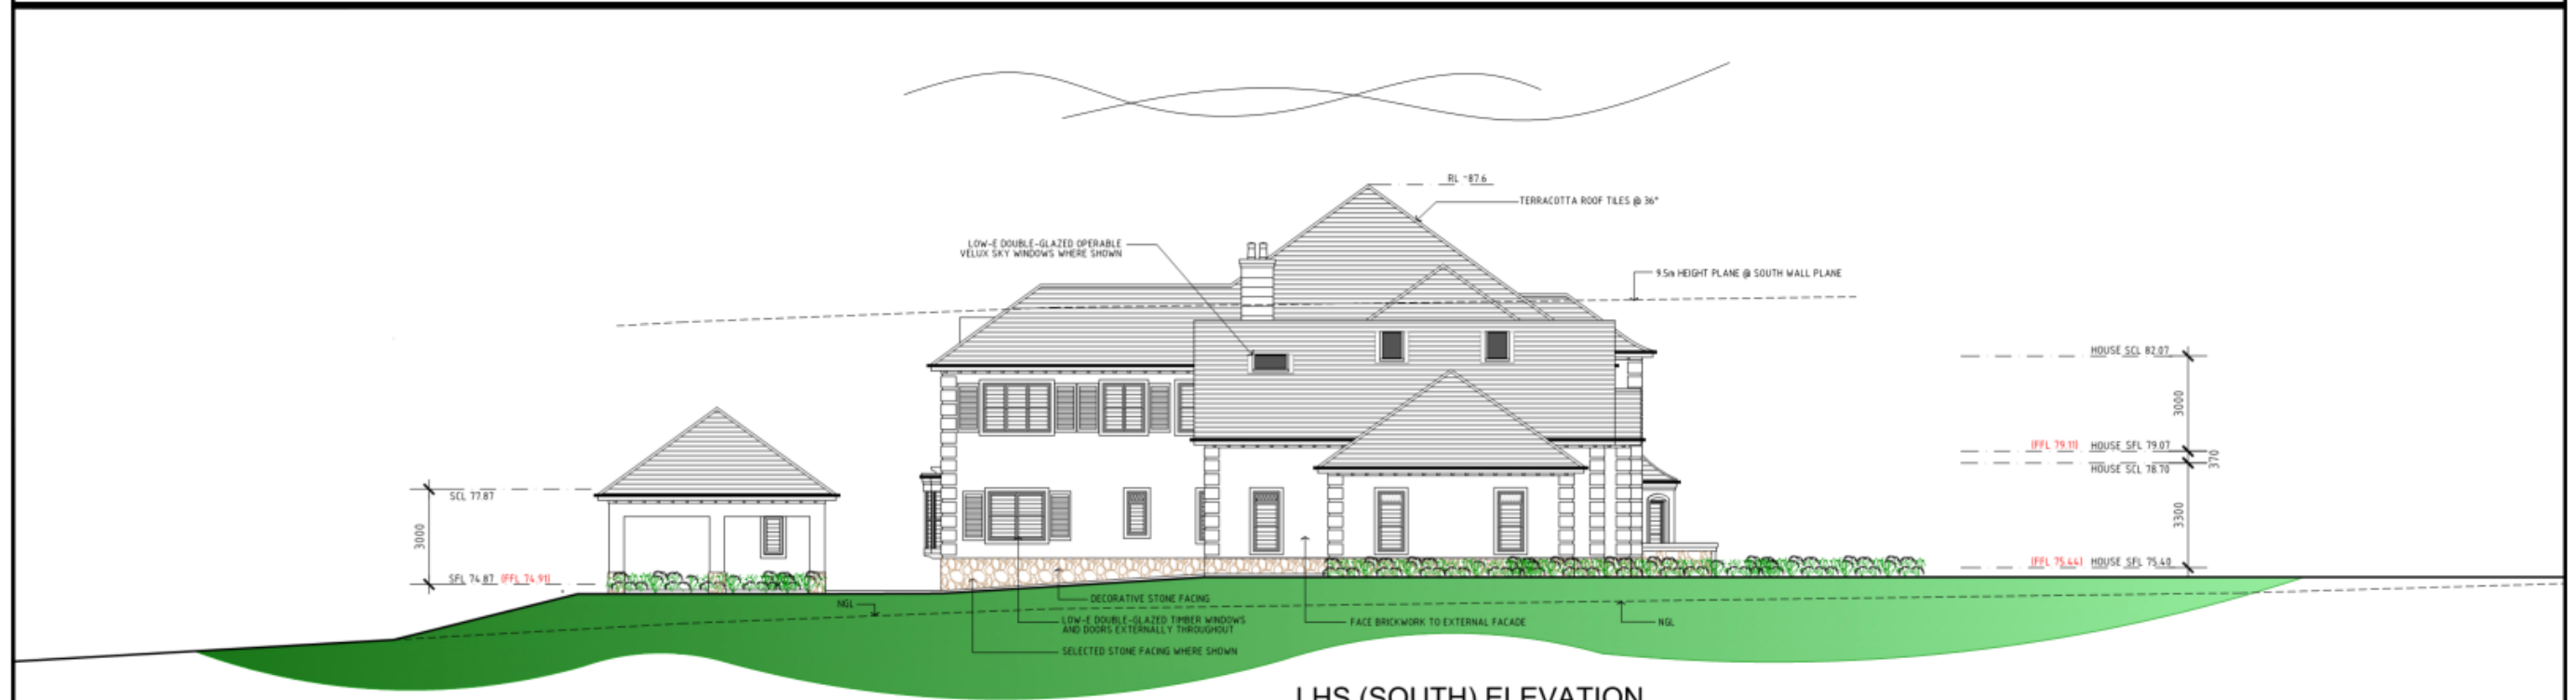 RL ~87.6
TERRACOTTA ROOF TILES @ 36°
LOW-E DOUBLE-GLAZED OPERABLE
VELUX SKY WINDOWS WHERE SHOWN
9.5m HEIGHT PLANE @ SOUTH WALL PLANE
HOUSE SCL 82.07
3000
(FFL 79.11) HOUSE SFL 79.07
370
HOUSE SCL 78.70
3300
(FFL 75.44) HOUSE SFL 75.40
SCL 77.87
3000
SFL 74.87 (FFL 74.91)
NGL
DECORATIVE STONE FACING
LOW-E DOUBLE-GLAZED TIMBER WINDOWS
AND DOORS EXTERNALLY THROUGHOUT
FACE BRICKWORK TO EXTERNAL FACADE
NGL
SELECTED STONE FACING WHERE SHOWN
LHS (SOUTH) ELEVATION